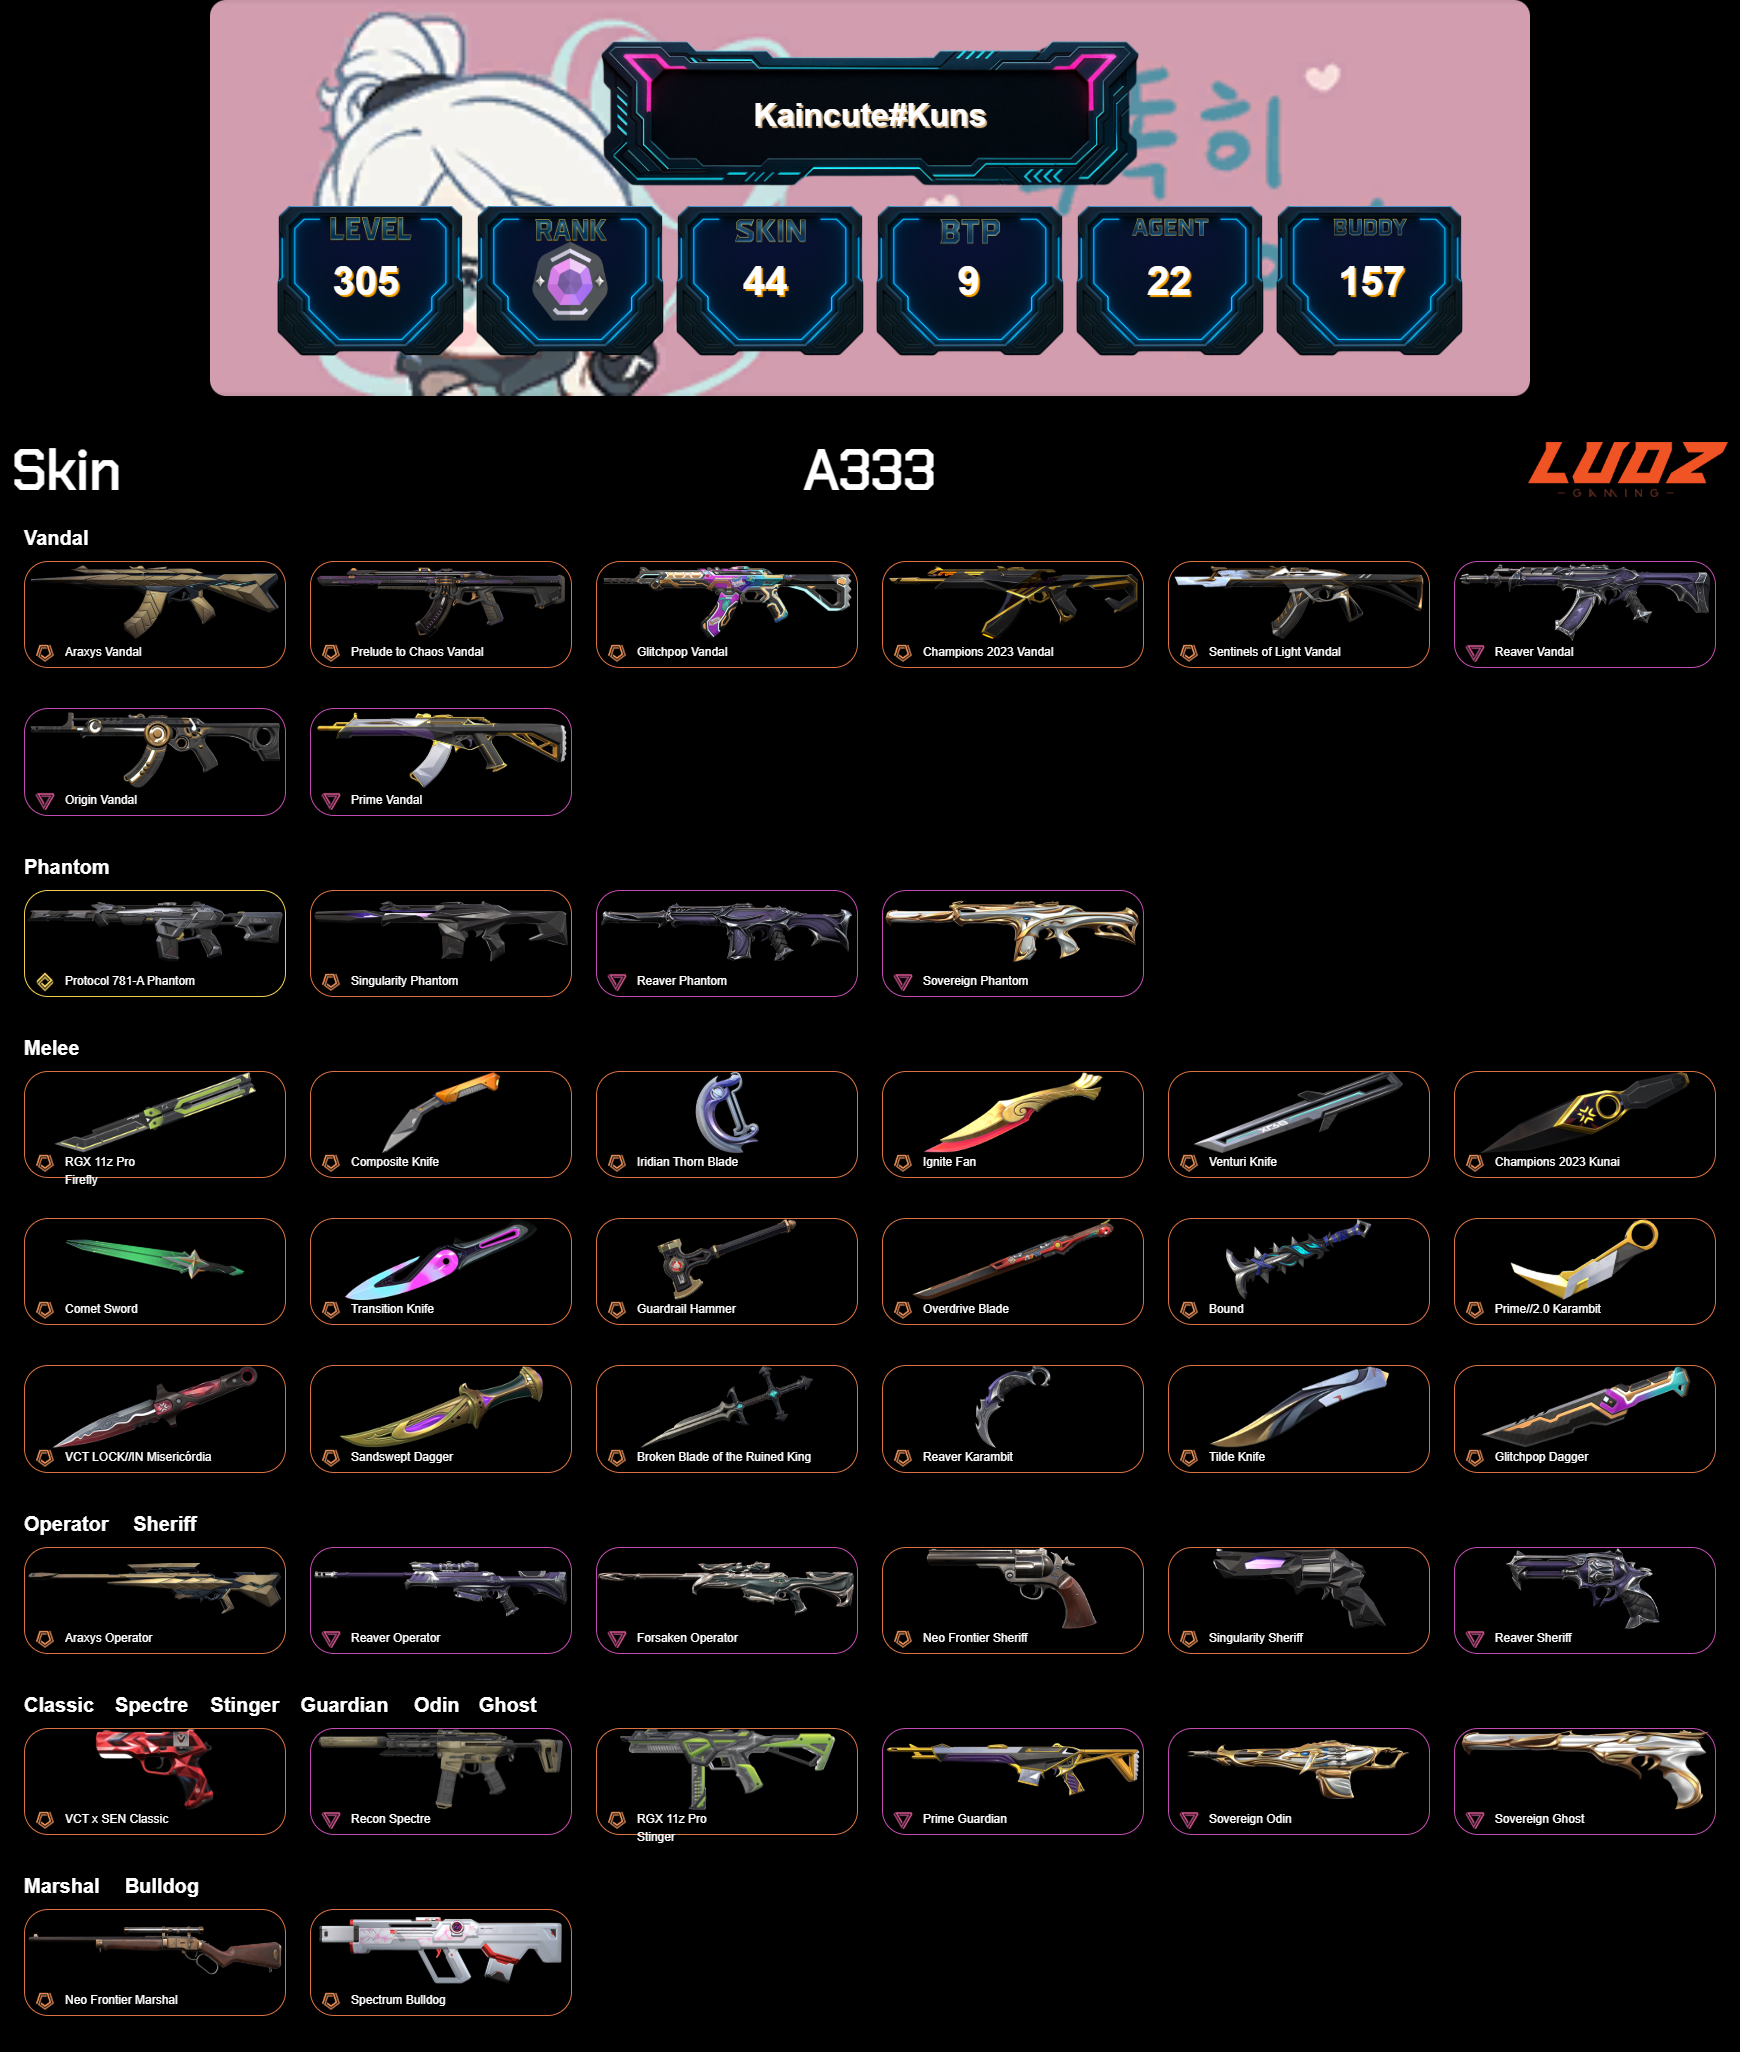 Kaincute#Kuns
LEVEL RANK SKIN BTP AGENT BUDDY
305 44 9 22 157
Skin A333 LUDZ
GAMING
Vandal
Araxys Vandal Prelude to Chaos Vandal Glitchpop Vandal Champions 2023 Vandal Sentinels of Light Vandal Reaver Vandal
Origin Vandal Prime Vandal
Phantom
Protocol 781-A Phantom Singularity Phantom Reaver Phantom Sovereign Phantom
Melee
RGX 11z Pro Composite Knife Iridian Thorn Blade Ignite Fan Venturi Knife Champions 2023 Kunai
Firefly
Comet Sword Transition Knife Guardrail Hammer Overdrive Blade Bound Prime//2.0 Karambit
VCT LOCK//IN Misericórdia Sandswept Dagger Broken Blade of the Ruined King Reaver Karambit Tilde Knife Glitchpop Dagger
Operator Sheriff
Araxys Operator Reaver Operator Forsaken Operator Neo Frontier Sheriff Singularity Sheriff Reaver Sheriff
Classic Spectre Stinger Guardian Odin Ghost
VCT x SEN Classic Recon Spectre RGX 11z Pro Prime Guardian Sovereign Odin Sovereign Ghost
Stinger
Marshal Bulldog
Neo Frontier Marshal Spectrum Bulldog